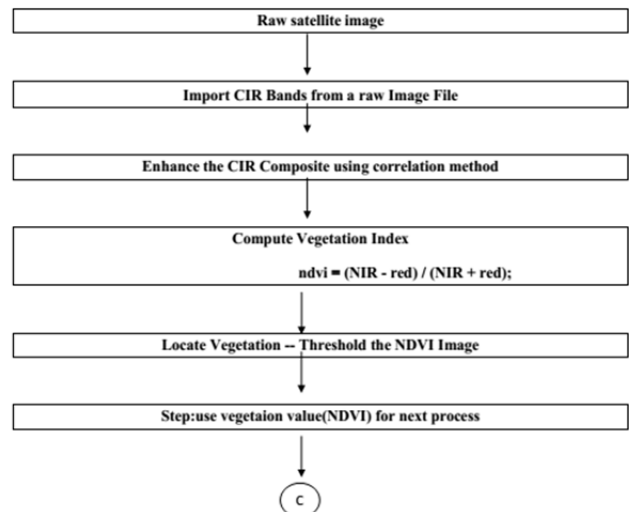 Raw satellite image
Import CIR Bands from a raw Image File
Enhance the CIR Composite using correlation method
Compute Vegetation Index
ndvi = (NIR - red) / (NIR + red);
Locate Vegetation -- Threshold the NDVI Image
Step:use vegetaion value(NDVI) for next process
C